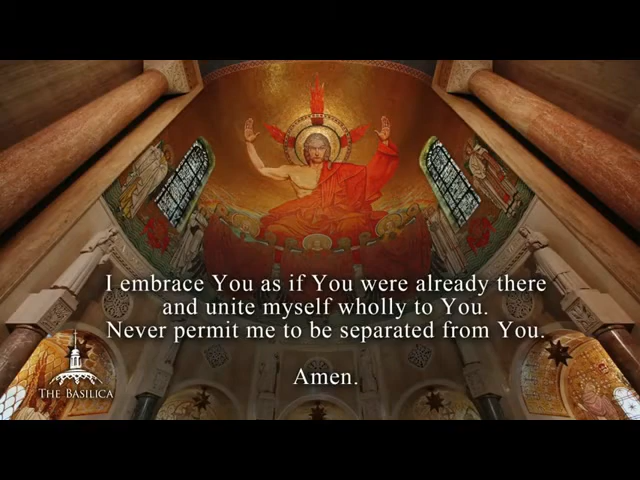 I embrace You as if You were already there
and unite myself wholly to You.
Never permit me to be separated from You.
Amen.
THE BASILICA